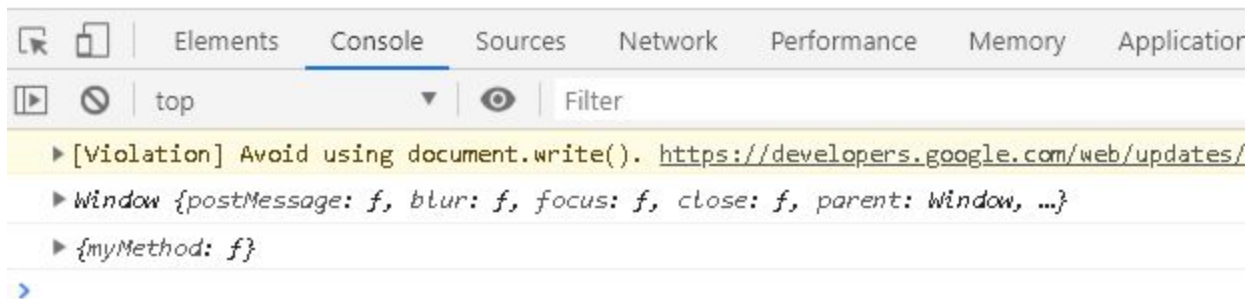 Elements Console Sources Network Performance Memory Application
top Filter
[Violation] Avoid using document.write(). https://developers.google.com/web/updates/
Window {postMessage: ƒ, blur: ƒ, focus: ƒ, close: ƒ, parent: Window, …}
{myMethod: ƒ}